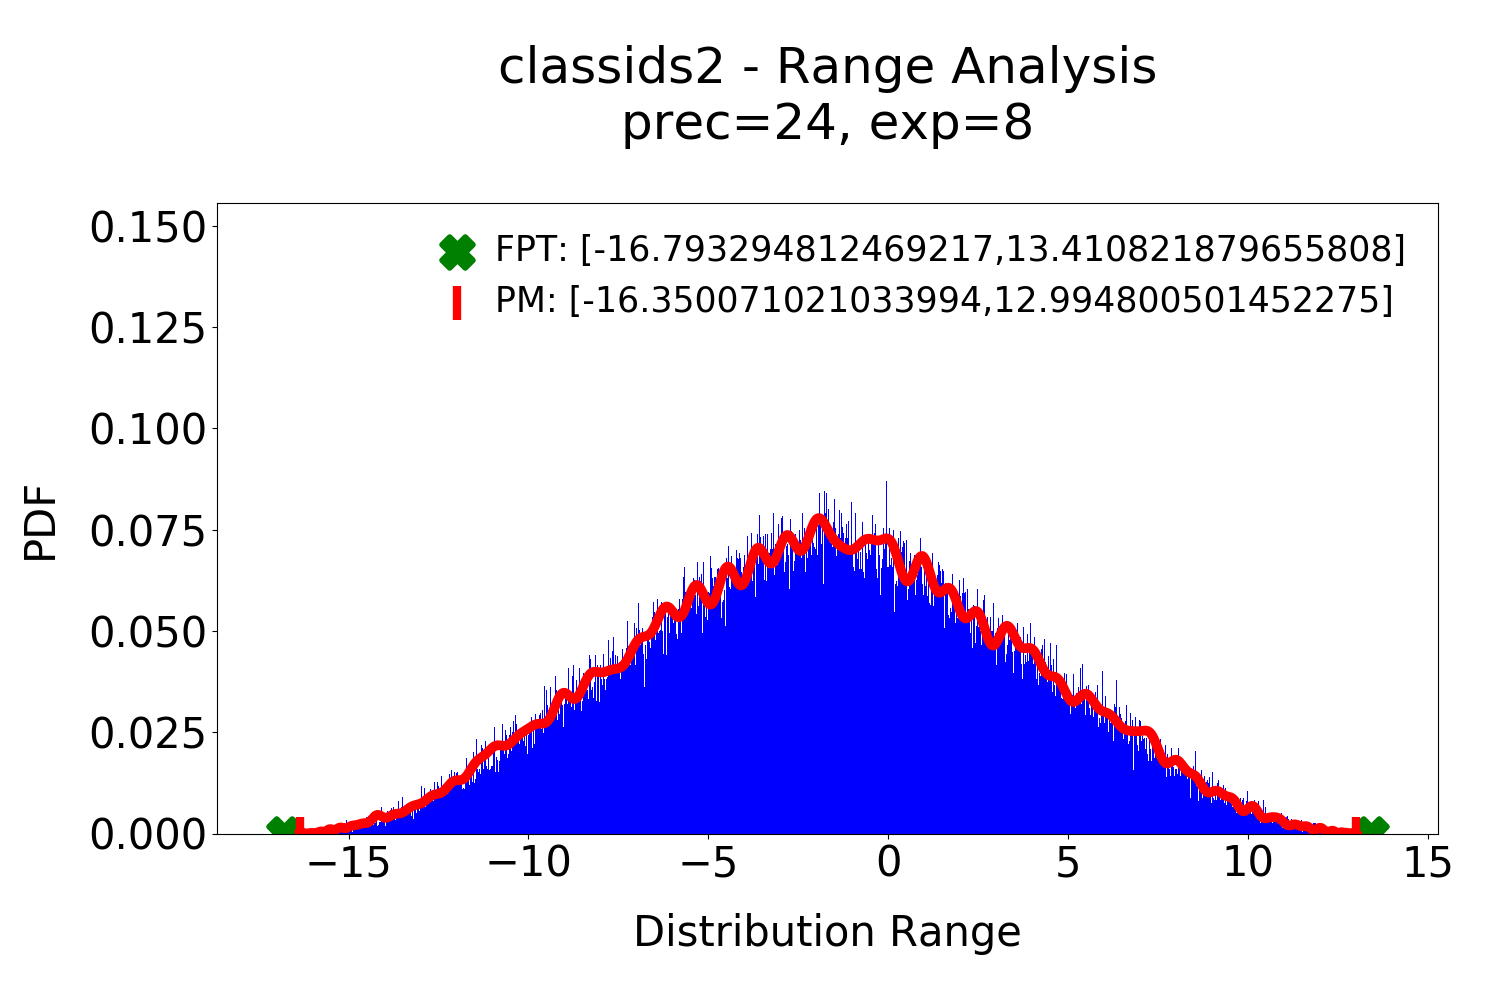 classids2 - Range Analysis
prec=24, exp=8
0.150
FPT: [-16.793294812469217,13.410821879655808]
PM: [-16.350071021033994,12.994800501452275]
0.125
0.100
0.075
0.050
0.025
0.000
PDF
−15 −10 −5 0 5 10 15
Distribution Range